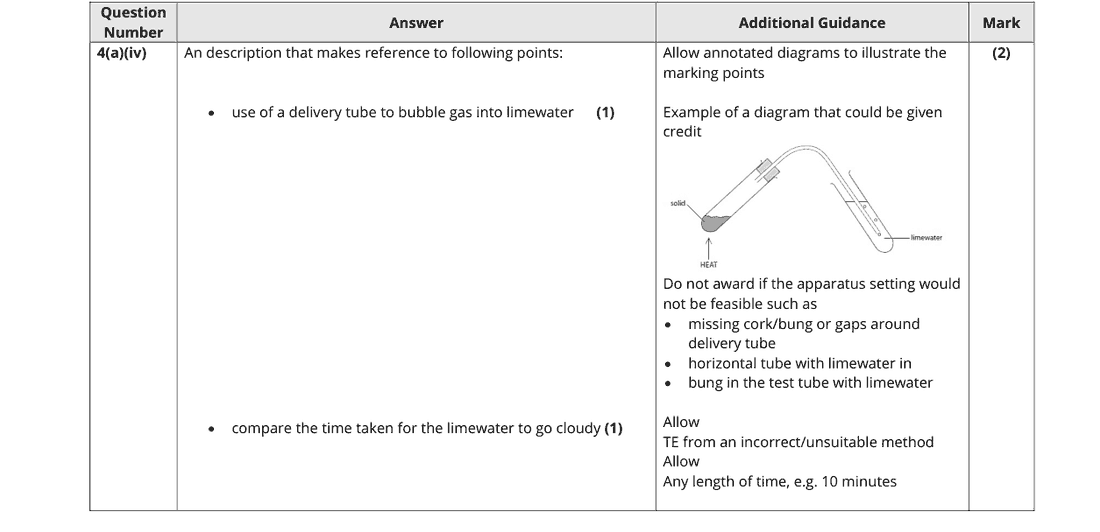 Question Number
Answer
Additional Guidance
Mark
4(a)(iv)
An description that makes reference to following points:
• use of a delivery tube to bubble gas into limewater (1)
• compare the time taken for the limewater to go cloudy (1)
Allow annotated diagrams to illustrate the
marking points
Example of a diagram that could be given
credit
solid
HEAT
limewater
Do not award if the apparatus setting would
not be feasible such as
• missing cork/bung or gaps around
delivery tube
• horizontal tube with limewater in
• bung in the test tube with limewater
Allow
TE from an incorrect/unsuitable method
Allow
Any length of time, e.g. 10 minutes
(2)